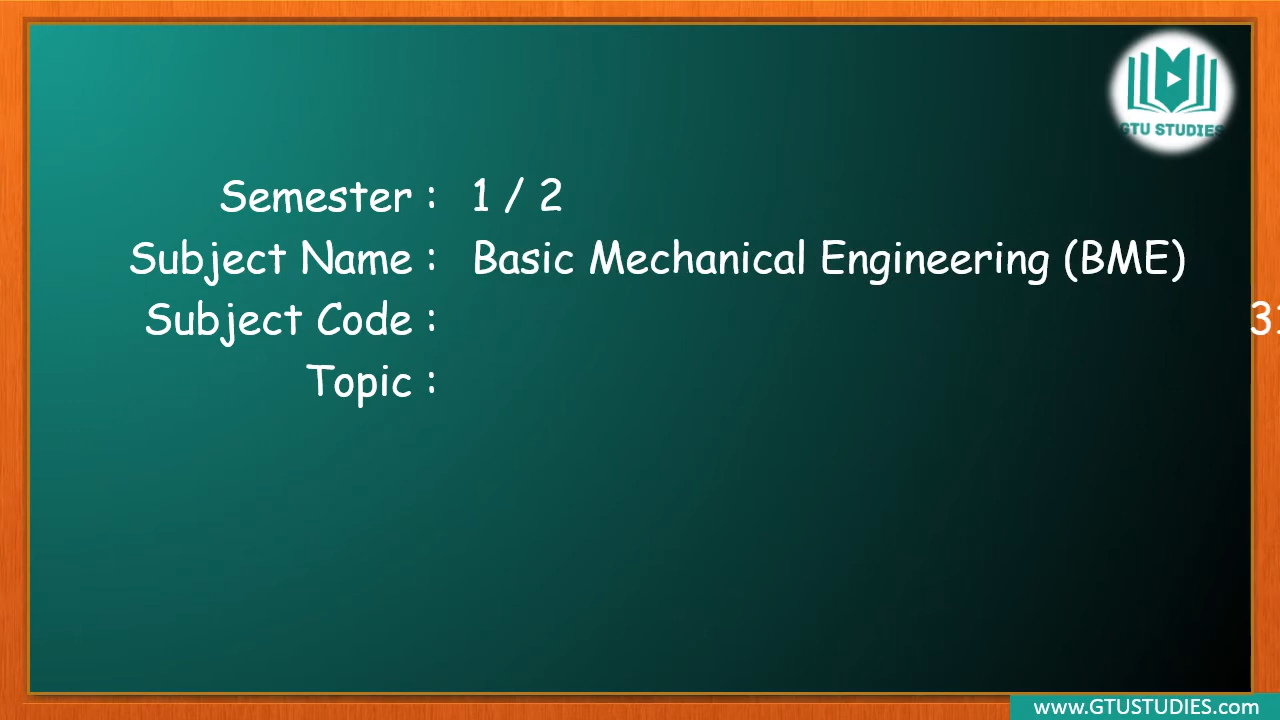 GTU STUDIES
Semester : 1 / 2
Subject Name : Basic Mechanical Engineering (BME)
Subject Code :
Topic :
www.GTUSTUDIES.com